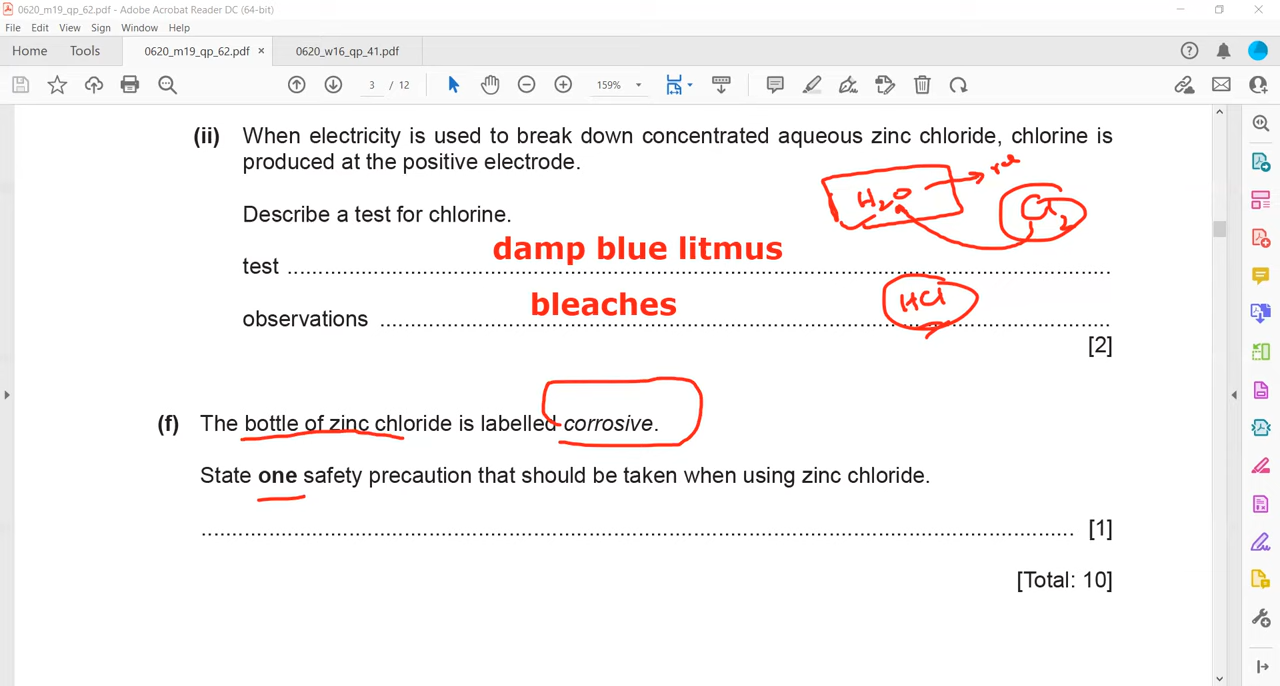 0620_m19_qp_62.pdf - Adobe Acrobat Reader DC (64-bit)
File Edit View Sign Window Help
Home Tools 0620_m19_qp_62.pdf × 0620_w16_qp_41.pdf
3 / 12 159%
(ii) When electricity is used to break down concentrated aqueous zinc chloride, chlorine is
produced at the positive electrode.
H2O
Cl2
Describe a test for chlorine.
damp blue litmus
test ........................................................................................................................
bleaches
HCl
observations ........................................................................................................
[2]
(f) The bottle of zinc chloride is labelled corrosive.
State one safety precaution that should be taken when using zinc chloride.
.................................................................................................................................. [1]
[Total: 10]